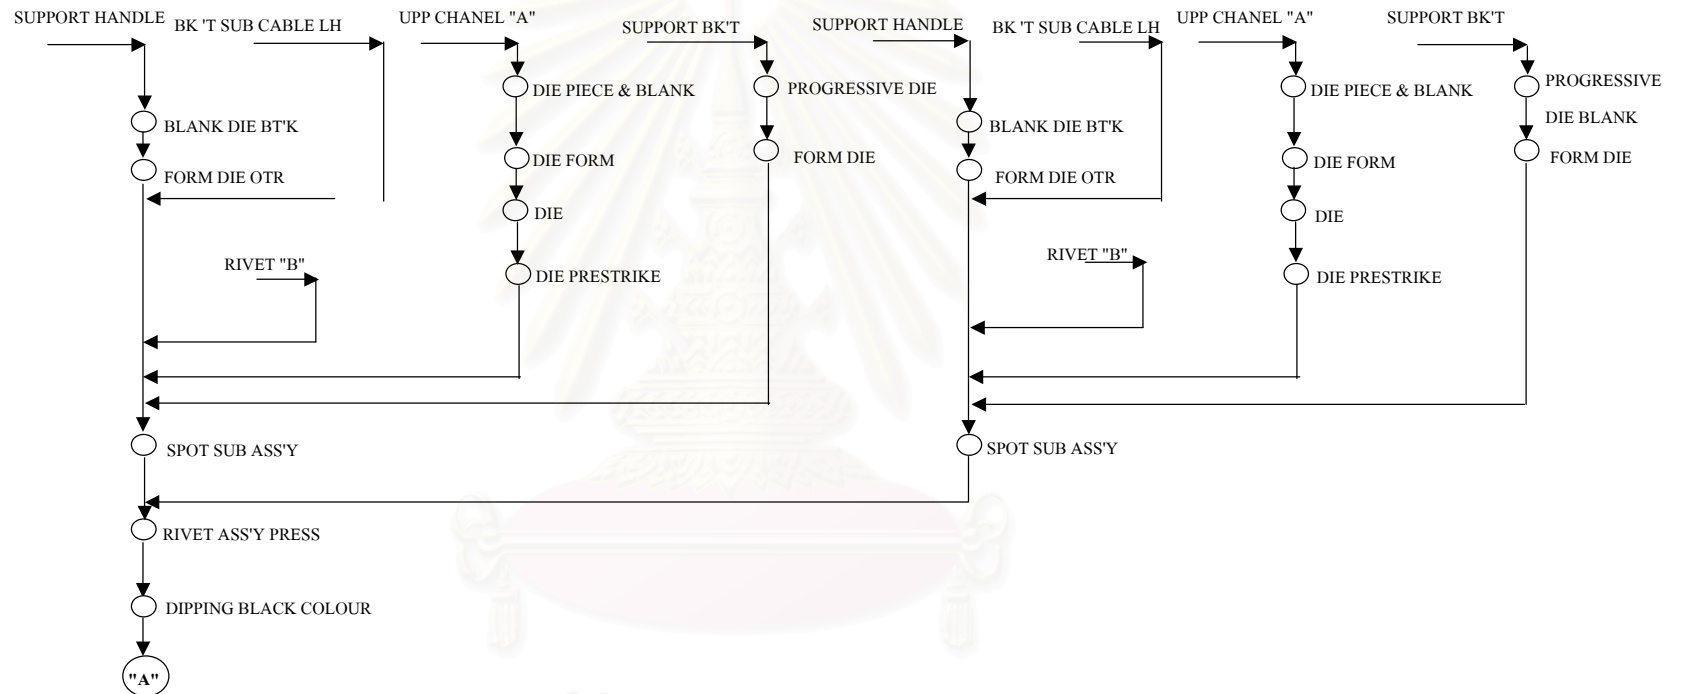 SUPPORT HANDLE
BK 'T SUB CABLE LH
UPP CHANEL "A"
SUPPORT BK'T
SUPPORT HANDLE
BK 'T SUB CABLE LH
UPP CHANEL "A"
SUPPORT BK'T
DIE PIECE & BLANK
PROGRESSIVE DIE
DIE PIECE & BLANK
PROGRESSIVE
DIE BLANK
BLANK DIE BT'K
BLANK DIE BT'K
DIE FORM
FORM DIE
DIE FORM
FORM DIE
FORM DIE OTR
FORM DIE OTR
DIE
DIE
RIVET "B"
RIVET "B"
DIE PRESTRIKE
DIE PRESTRIKE
SPOT SUB ASS'Y
SPOT SUB ASS'Y
RIVET ASS'Y PRESS
DIPPING BLACK COLOUR
"A"